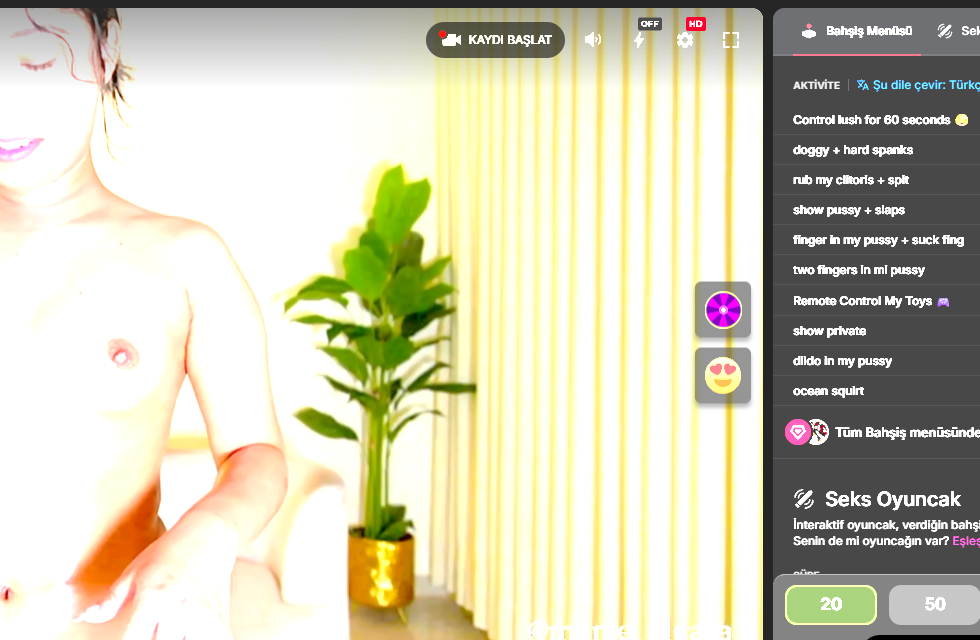 KAYDI BAŞLAT
OFF
HD
Bahşiş Menüsü
AKTİVİTE
Şu dile çevir:
Control lush for 60 seconds
doggy + hard spanks
rub my clitoris + spit
show pussy + slaps
finger in my pussy + suck fing
two fingers in mi pussy
Remote Control My Toys
show private
dildo in my pussy
ocean squirt
Tüm Bahşiş menüsünde
Seks Oyuncak
İnteraktif oyuncak, verdiğin
Senin de mi oyuncağın var?
20
50